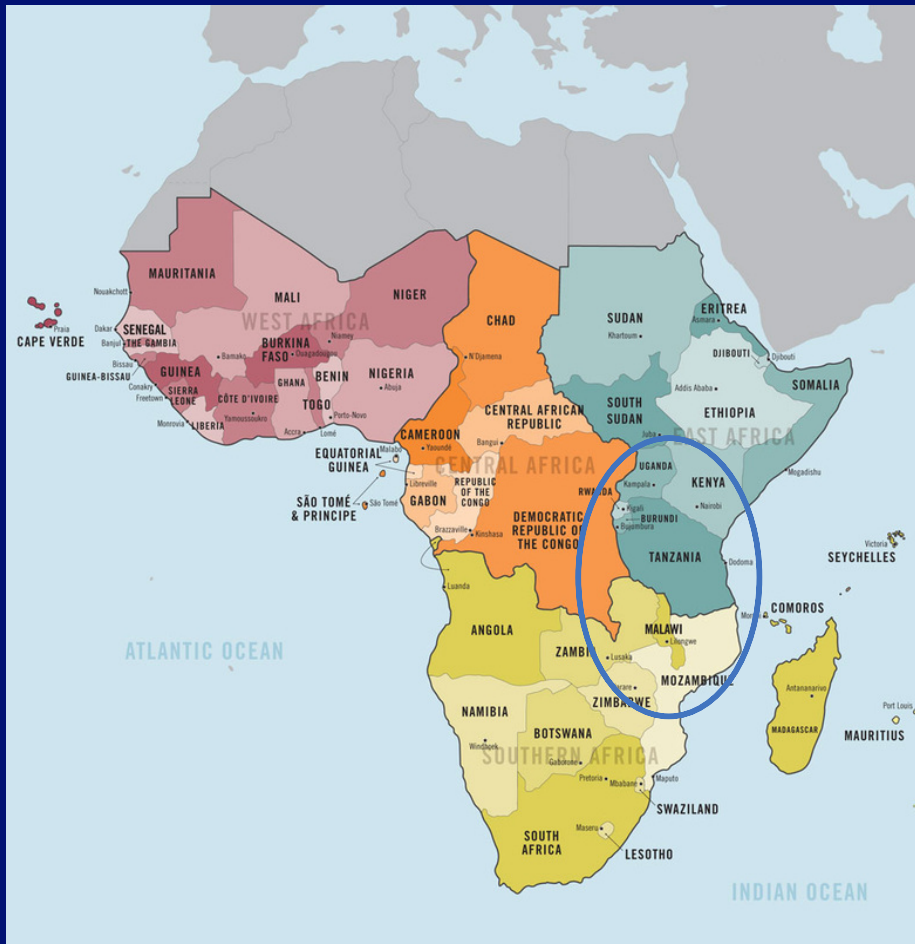 MAURITANIA
Nouakchott
MALI
NIGER
CHAD
SUDAN
ERITREA
Asmara
Khartoum
WEST AFRICA
Praia
CAPE VERDE
Dakar
SENEGAL
Banjul
THE GAMBIA
Niamey
BURKINA
FASO
Ouagadougou
N'Djamena
DJIBOUTI
Djibouti
Bissau
GUINEA-BISSAU
Bamako
GUINEA
BENIN
NIGERIA
Abuja
GHANA
Conakry
Freetown
SIERRA
LEONE
CÔTE D'IVOIRE
Yamoussoukro
TOGO
Porto-Novo
Monrovia
LIBERIA
Accra
Lomé
SOMALIA
Addis Ababa
ETHIOPIA
SOUTH
SUDAN
Juba
EAST AFRICA
CENTRAL AFRICAN
REPUBLIC
Bangui
CAMEROON
Yaoundé
Malabo
EQUATORIAL
GUINEA
CENTRAL AFRICA
Libreville
GABON
REPUBLIC
OF THE
CONGO
SÃO TOMÉ
& PRINCIPE
São Tomé
UGANDA
Kampala
KENYA
Nairobi
Mogadishu
RWANDA
Kigali
BURUNDI
Bujumbura
DEMOCRATIC
REPUBLIC OF
THE CONGO
Brazzaville
Kinshasa
TANZANIA
Dodoma
Victoria
SEYCHELLES
Luanda
ANGOLA
COMOROS
MALAWI
Lilongwe
ZAMBI
Lusaka
MOZAMBIQUE
ATLANTIC OCEAN
ZIMBABWE
Harare
Antananarivo
MADAGASCAR
Port Louis
MAURITIUS
NAMIBIA
Windhoek
BOTSWANA
Gaborone
SOUTHERN AFRICA
Pretoria
Mbabane
Maputo
SWAZILAND
SOUTH
AFRICA
Maseru
LESOTHO
INDIAN OCEAN